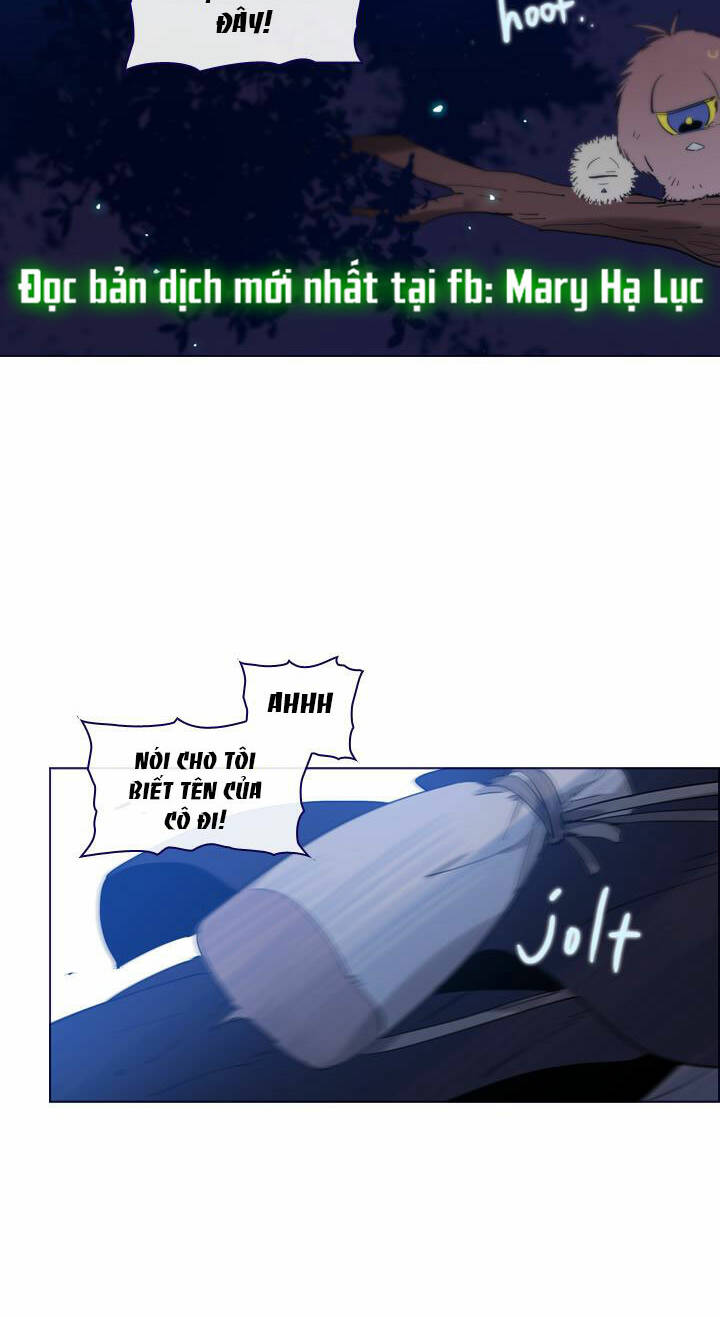 ĐÂY!
hoot..
Đọc bản dịch mới nhất tại fb: Mary Hạ Lục
AHHH
NÓI CHO TÔI
BIẾT TÊN CỦA
CÔ ĐI!
jolt